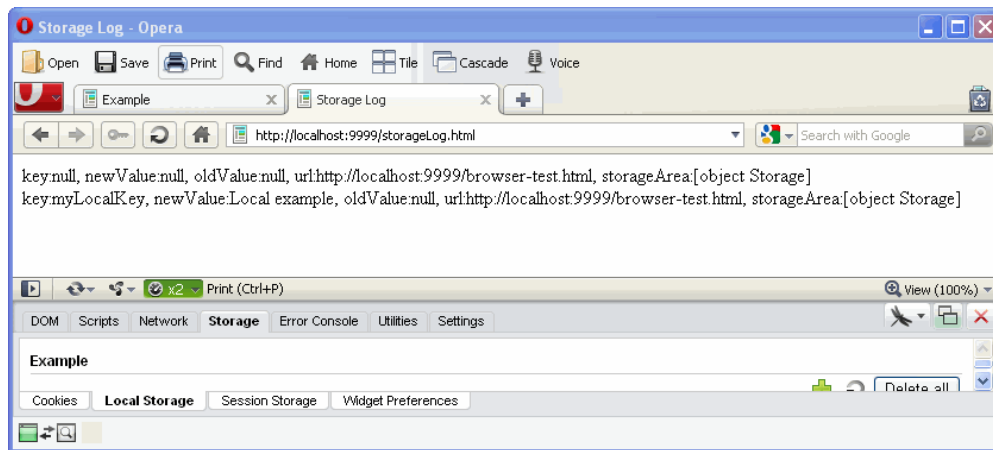 Storage Log - Opera
Open Save Print Find Home Tile Cascade Voice
Example Storage Log
http://localhost:9999/storageLog.html Search with Google
key:null, newValue:null, oldValue:null, url:http://localhost:9999/browser-test.html, storageArea:[object Storage]
key:myLocalKey, newValue:Local example, oldValue:null, url:http://localhost:9999/browser-test.html, storageArea:[object Storage]
x2 Print (Ctrl+P) View (100%)
DOM Scripts Network Storage Error Console Utilities Settings
Example
Delete all
Cookies Local Storage Session Storage Widget Preferences